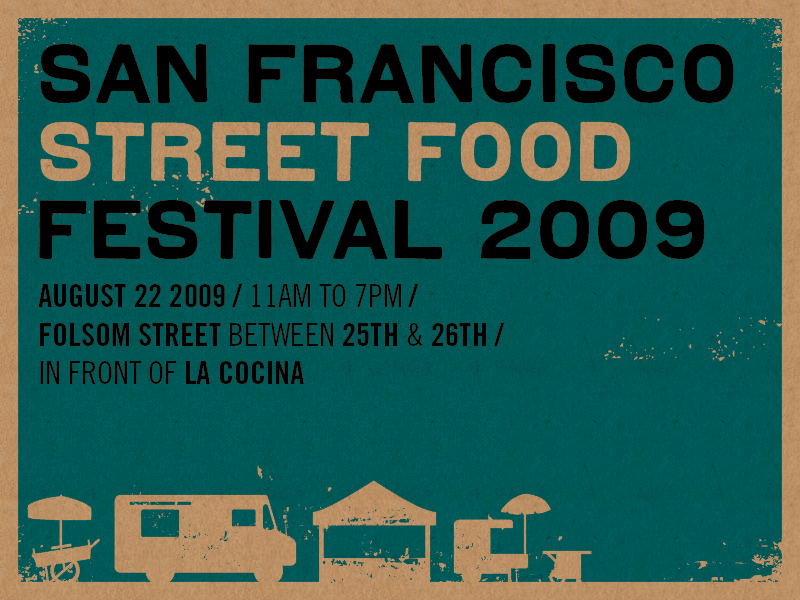 SAN FRANCISCO
STREET FOOD
FESTIVAL 2009
AUGUST 22 2009 / 11AM TO 7PM /
FOLSOM STREET BETWEEN 25TH & 26TH /
IN FRONT OF LA COCINA